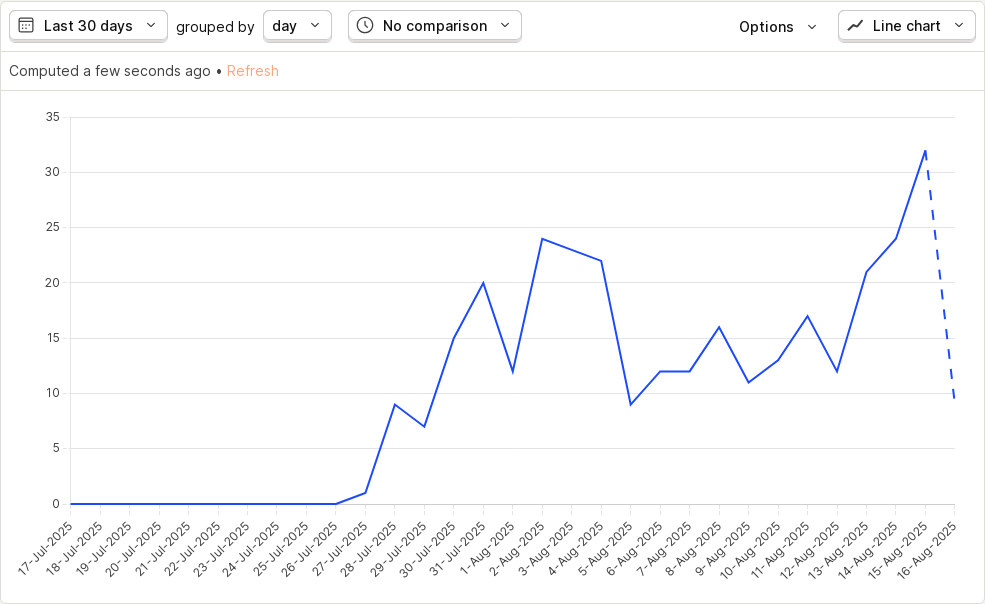 Last 30 days grouped by day No comparison Options Line chart
Computed a few seconds ago • Refresh
35
30
25
20
15
10
5
0
17-Jul-2025
18-Jul-2025
19-Jul-2025
20-Jul-2025
21-Jul-2025
22-Jul-2025
23-Jul-2025
24-Jul-2025
25-Jul-2025
26-Jul-2025
27-Jul-2025
28-Jul-2025
29-Jul-2025
30-Jul-2025
31-Jul-2025
1-Aug-2025
2-Aug-2025
3-Aug-2025
4-Aug-2025
5-Aug-2025
6-Aug-2025
7-Aug-2025
8-Aug-2025
9-Aug-2025
10-Aug-2025
11-Aug-2025
12-Aug-2025
13-Aug-2025
14-Aug-2025
15-Aug-2025
16-Aug-2025